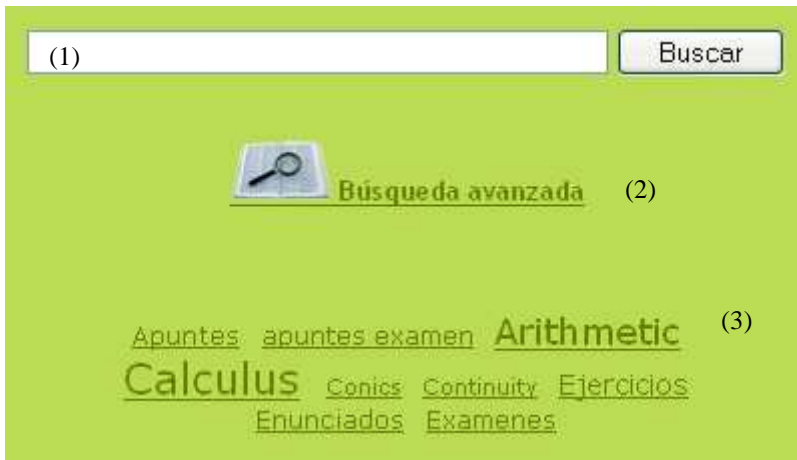 (1) Buscar
Búsqueda avanzada (2)
Apuntes apuntes examen Arithmetic (3)
Calculus Conics Continuity Ejercicios
Enunciados Examenes